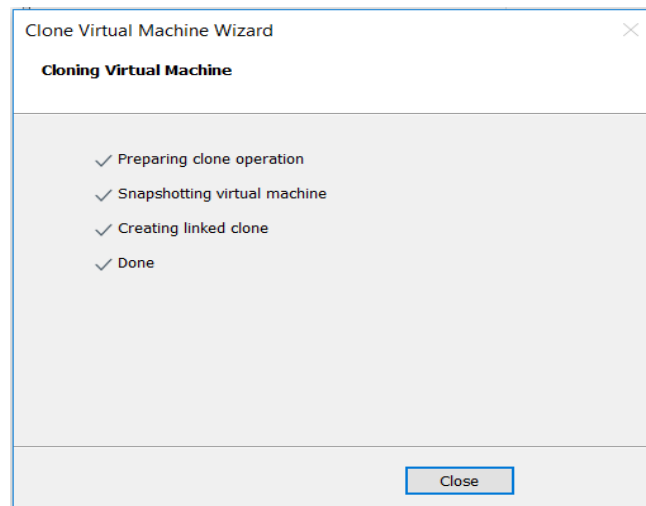 Clone Virtual Machine Wizard
Cloning Virtual Machine
Preparing clone operation
Snapshotting virtual machine
Creating linked clone
Done
Close